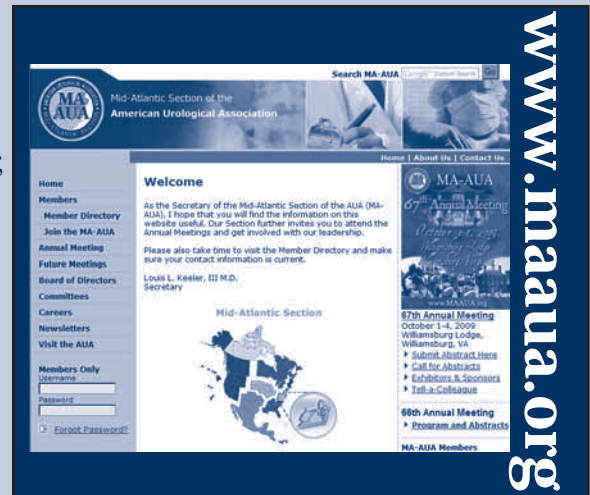 Search MA-AUA
Go
MA
AUA
Mid-Atlantic Section of the
American Urological Association
Home | About Us | Contact Us
Home
Members
Member Directory
Join the MA-AUA
Annual Meeting
Future Meetings
Board of Directors
Committees
Careers
Newsletters
Visit the AUA
Members Only
Username
Password
Forgot Password?
Welcome
As the Secretary of the Mid-Atlantic Section of the AUA (MA-
AUA), I hope that you will find the information on this
website useful. Our Section further invites you to attend the
Annual Meetings and get involved with our leadership.
Please also take time to visit the Member Directory and make
sure your contact information is current.
Louis L. Keeler, III M.D.
Secretary
Mid-Atlantic Section
MA-AUA
67th Annual Meeting
www.MAAUA.org
67th Annual Meeting
October 1-4, 2009
Williamsburg Lodge,
Williamsburg, VA
Submit Abstract Here
Call for Abstracts
Exhibitors & Sponsors
Tell-a-Colleague
66th Annual Meeting
Program and Abstracts
MA-AUA Members
www.maaua.org